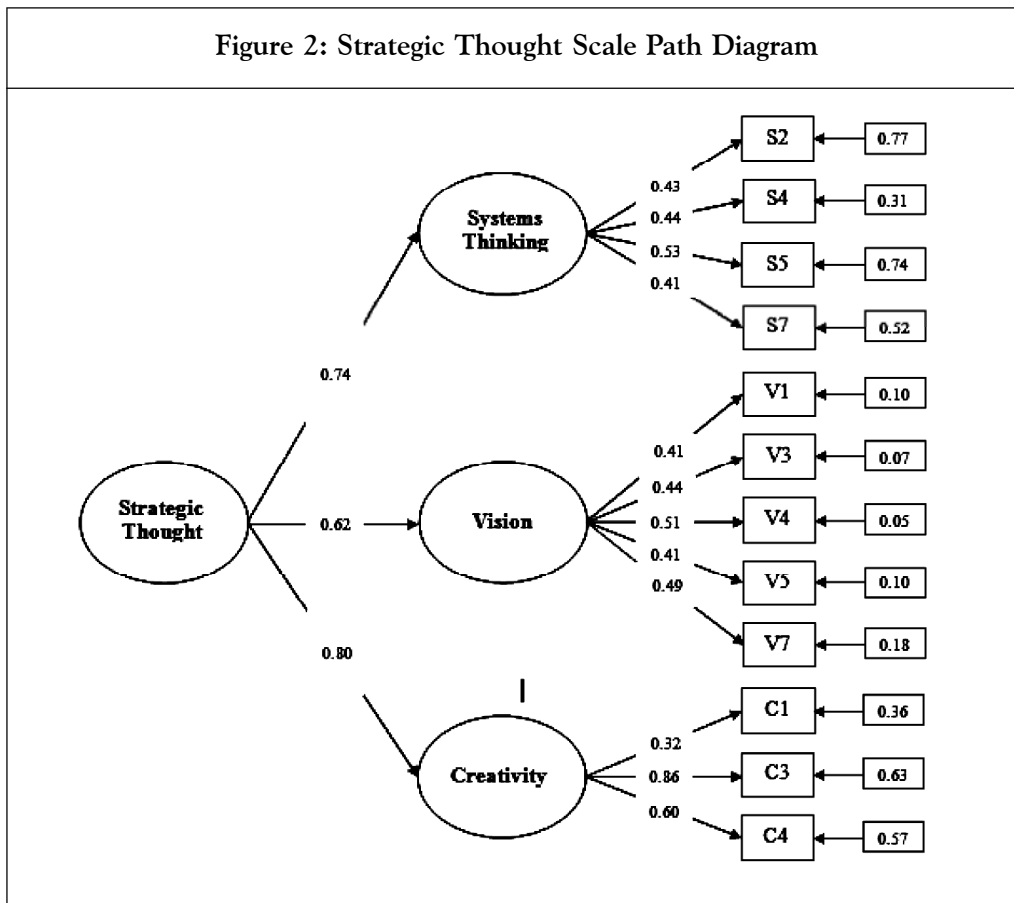 Figure 2: Strategic Thought Scale Path Diagram
S2
0.77
0.43
S4
0.31
Systems
Thinking
0.44
0.53
S5
0.74
0.41
S7
0.52
0.74
V1
0.10
0.41
V3
0.07
0.44
Strategic
Thought
0.62
Vision
0.51
V4
0.05
0.41
V5
0.10
0.49
V7
0.18
0.80
C1
0.36
0.32
Creativity
0.86
C3
0.63
0.60
C4
0.57